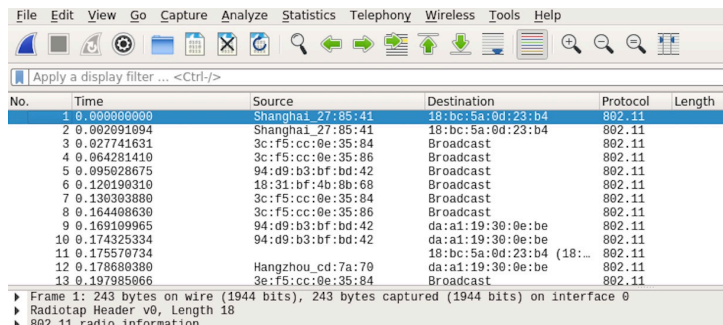 File Edit View Go Capture Analyze Statistics Telephony Wireless Tools Help
Apply a display filter ... <Ctrl-/>
No. Time Source Destination Protocol Length
1 0.000000000 Shanghai_27:85:41 18:bc:5a:0d:23:b4 802.11
2 0.002091094 Shanghai_27:85:41 18:bc:5a:0d:23:b4 802.11
3 0.027741631 3c:f5:cc:0e:35:84 Broadcast 802.11
4 0.064281410 3c:f5:cc:0e:35:86 Broadcast 802.11
5 0.095028675 94:d9:b3:bf:bd:42 Broadcast 802.11
6 0.120190310 18:31:bf:4b:8b:68 Broadcast 802.11
7 0.130303880 3c:f5:cc:0e:35:84 Broadcast 802.11
8 0.164408630 3c:f5:cc:0e:35:86 Broadcast 802.11
9 0.169109965 94:d9:b3:bf:bd:42 da:a1:19:30:0e:be 802.11
10 0.174325334 94:d9:b3:bf:bd:42 da:a1:19:30:0e:be 802.11
11 0.175570734 18:bc:5a:0d:23:b4 (18:… 802.11
12 0.178680380 Hangzhou_cd:7a:70 da:a1:19:30:0e:be 802.11
13 0.197985066 3e:f5:cc:0e:35:84 Broadcast 802.11
Frame 1: 243 bytes on wire (1944 bits), 243 bytes captured (1944 bits) on interface 0
Radiotap Header v0, Length 18
802.11 radio information